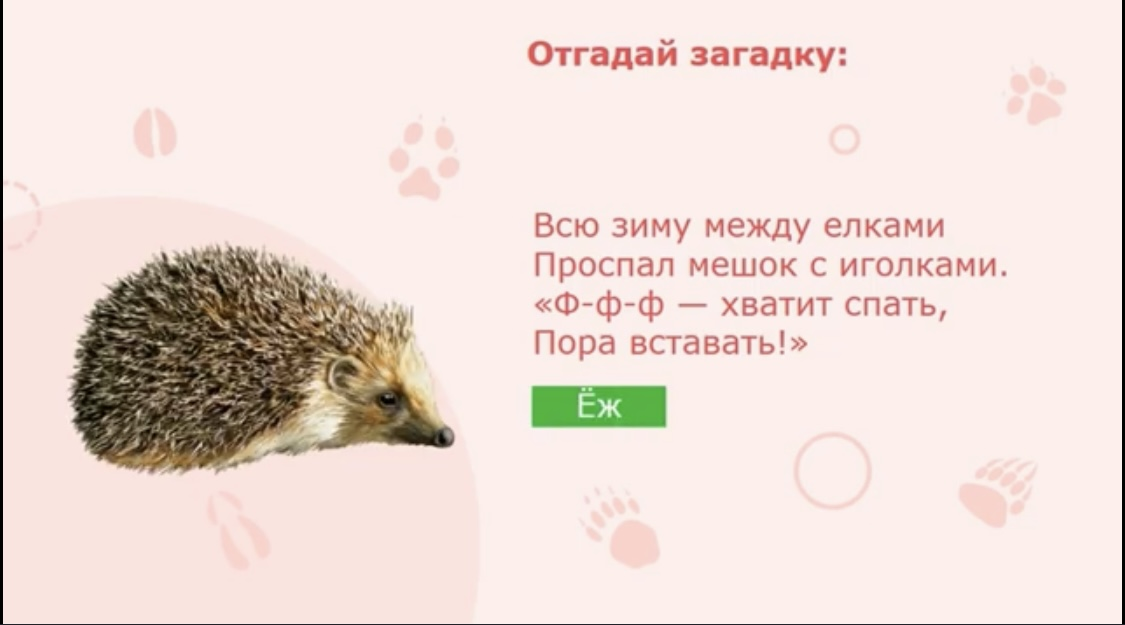 Отгадай загадку:
Всю зиму между елками
Проспал мешок с иголками.
«Ф-ф-ф — хватит спать,
Пора вставать!»
Ёж